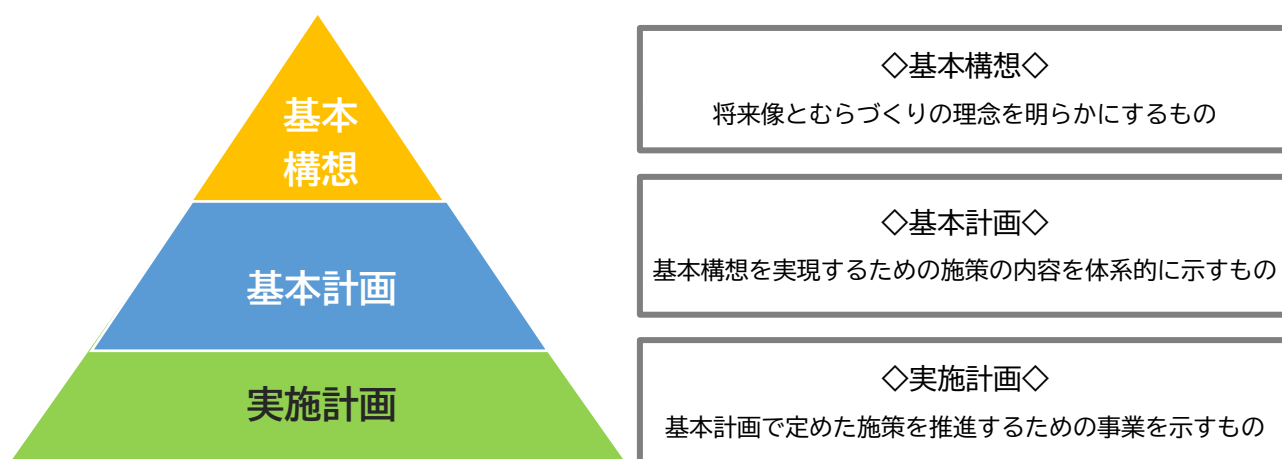 基本
構想
◇基本構想◇
将来像とむらづくりの理念を明らかにするもの
基本計画
◇基本計画◇
基本構想を実現するための施策の内容を体系的に示すもの
実施計画
◇実施計画◇
基本計画で定めた施策を推進するための事業を示すもの